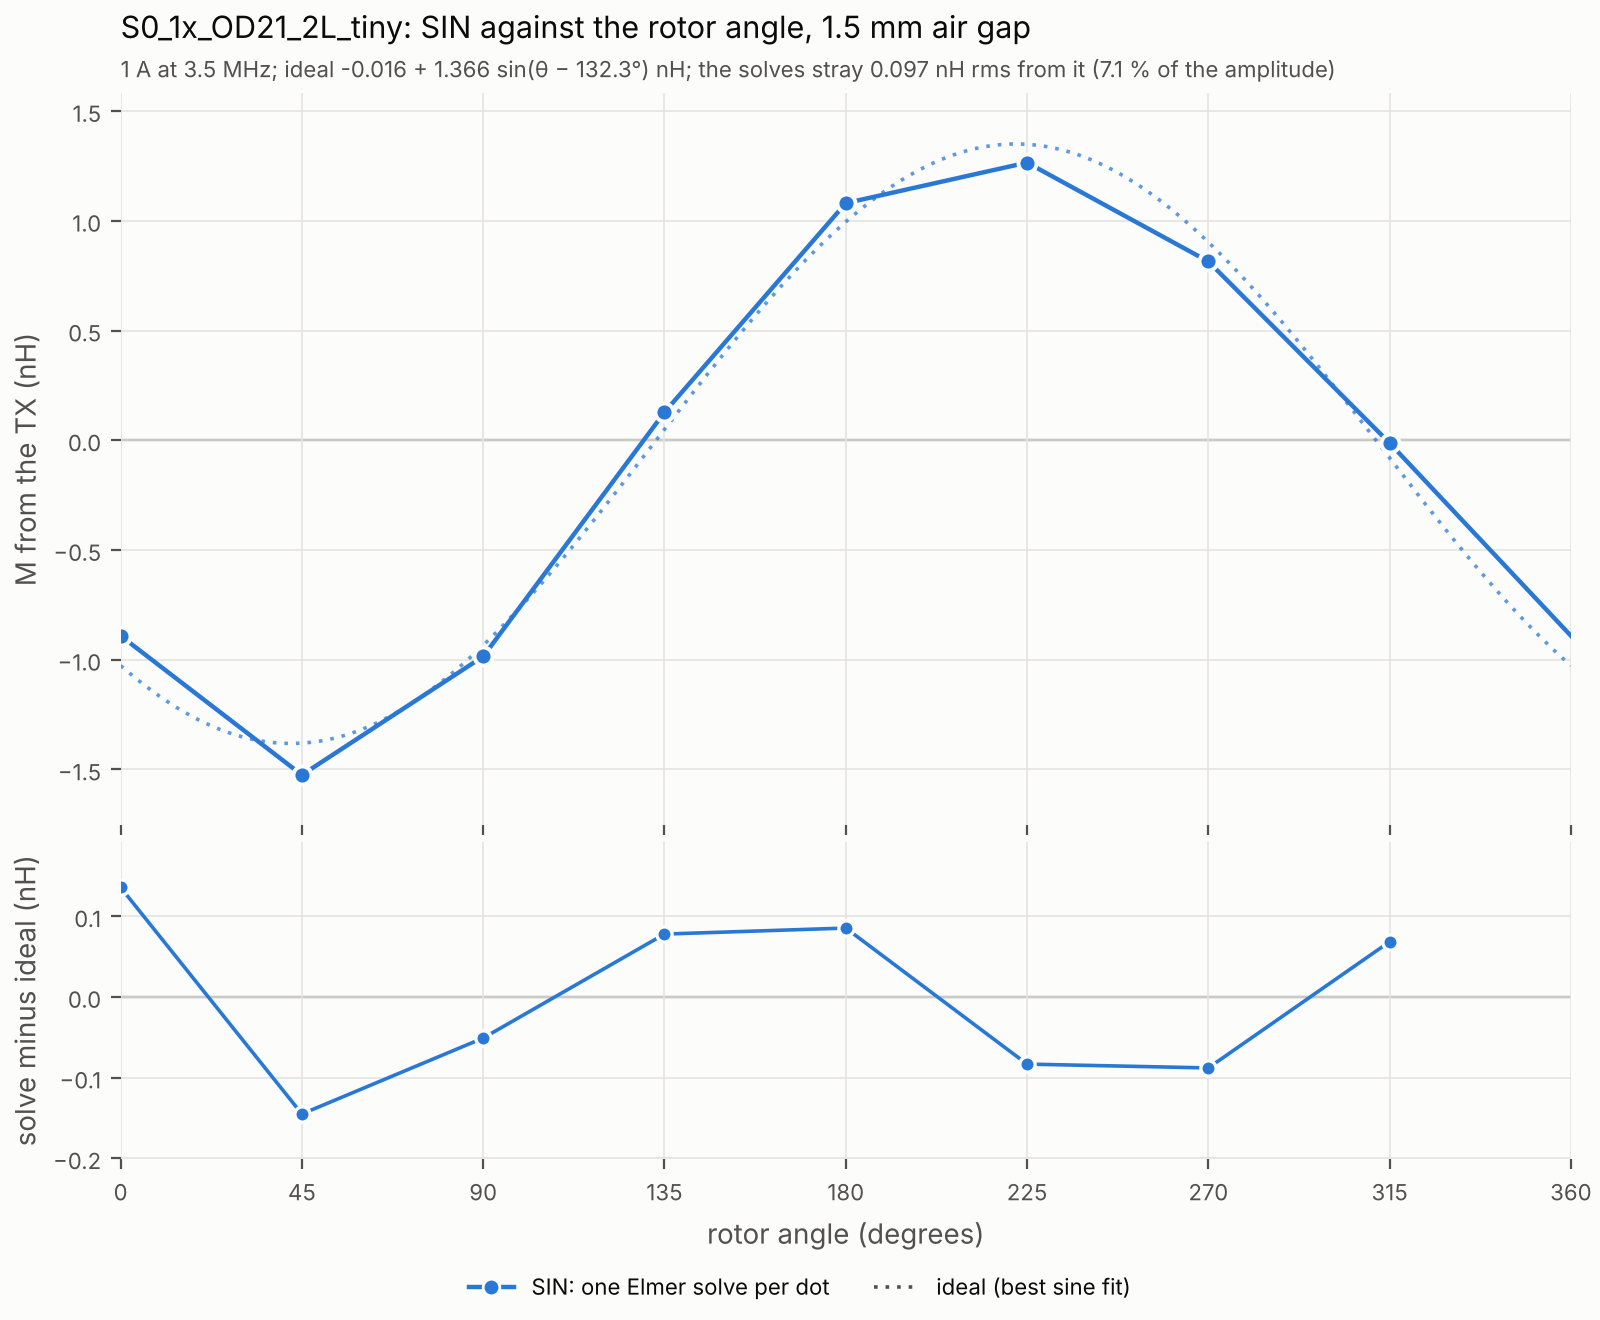 S0_1x_OD21_2L_tiny: SIN against the rotor angle, 1.5 mm air gap
1 A at 3.5 MHz; ideal -0.016 + 1.366 sin(θ − 132.3°) nH; the solves stray 0.097 nH rms from it (7.1 % of the amplitude)
M from the TX (nH)
1.5
1.0
0.5
0.0
−0.5
−1.0
−1.5
solve minus ideal (nH)
0.1
0.0
−0.1
−0.2
0 45 90 135 180 225 270 315 360
rotor angle (degrees)
SIN: one Elmer solve per dot ideal (best sine fit)